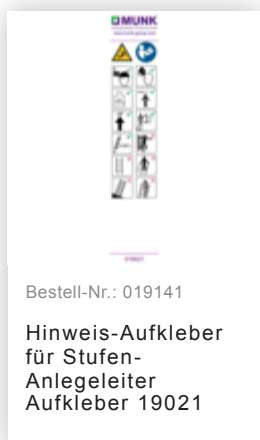 MUNK
Bestell-Nr.: 019141
Hinweis-Aufkleber
für Stufen-
Anlegeleiter
Aufkleber 19021